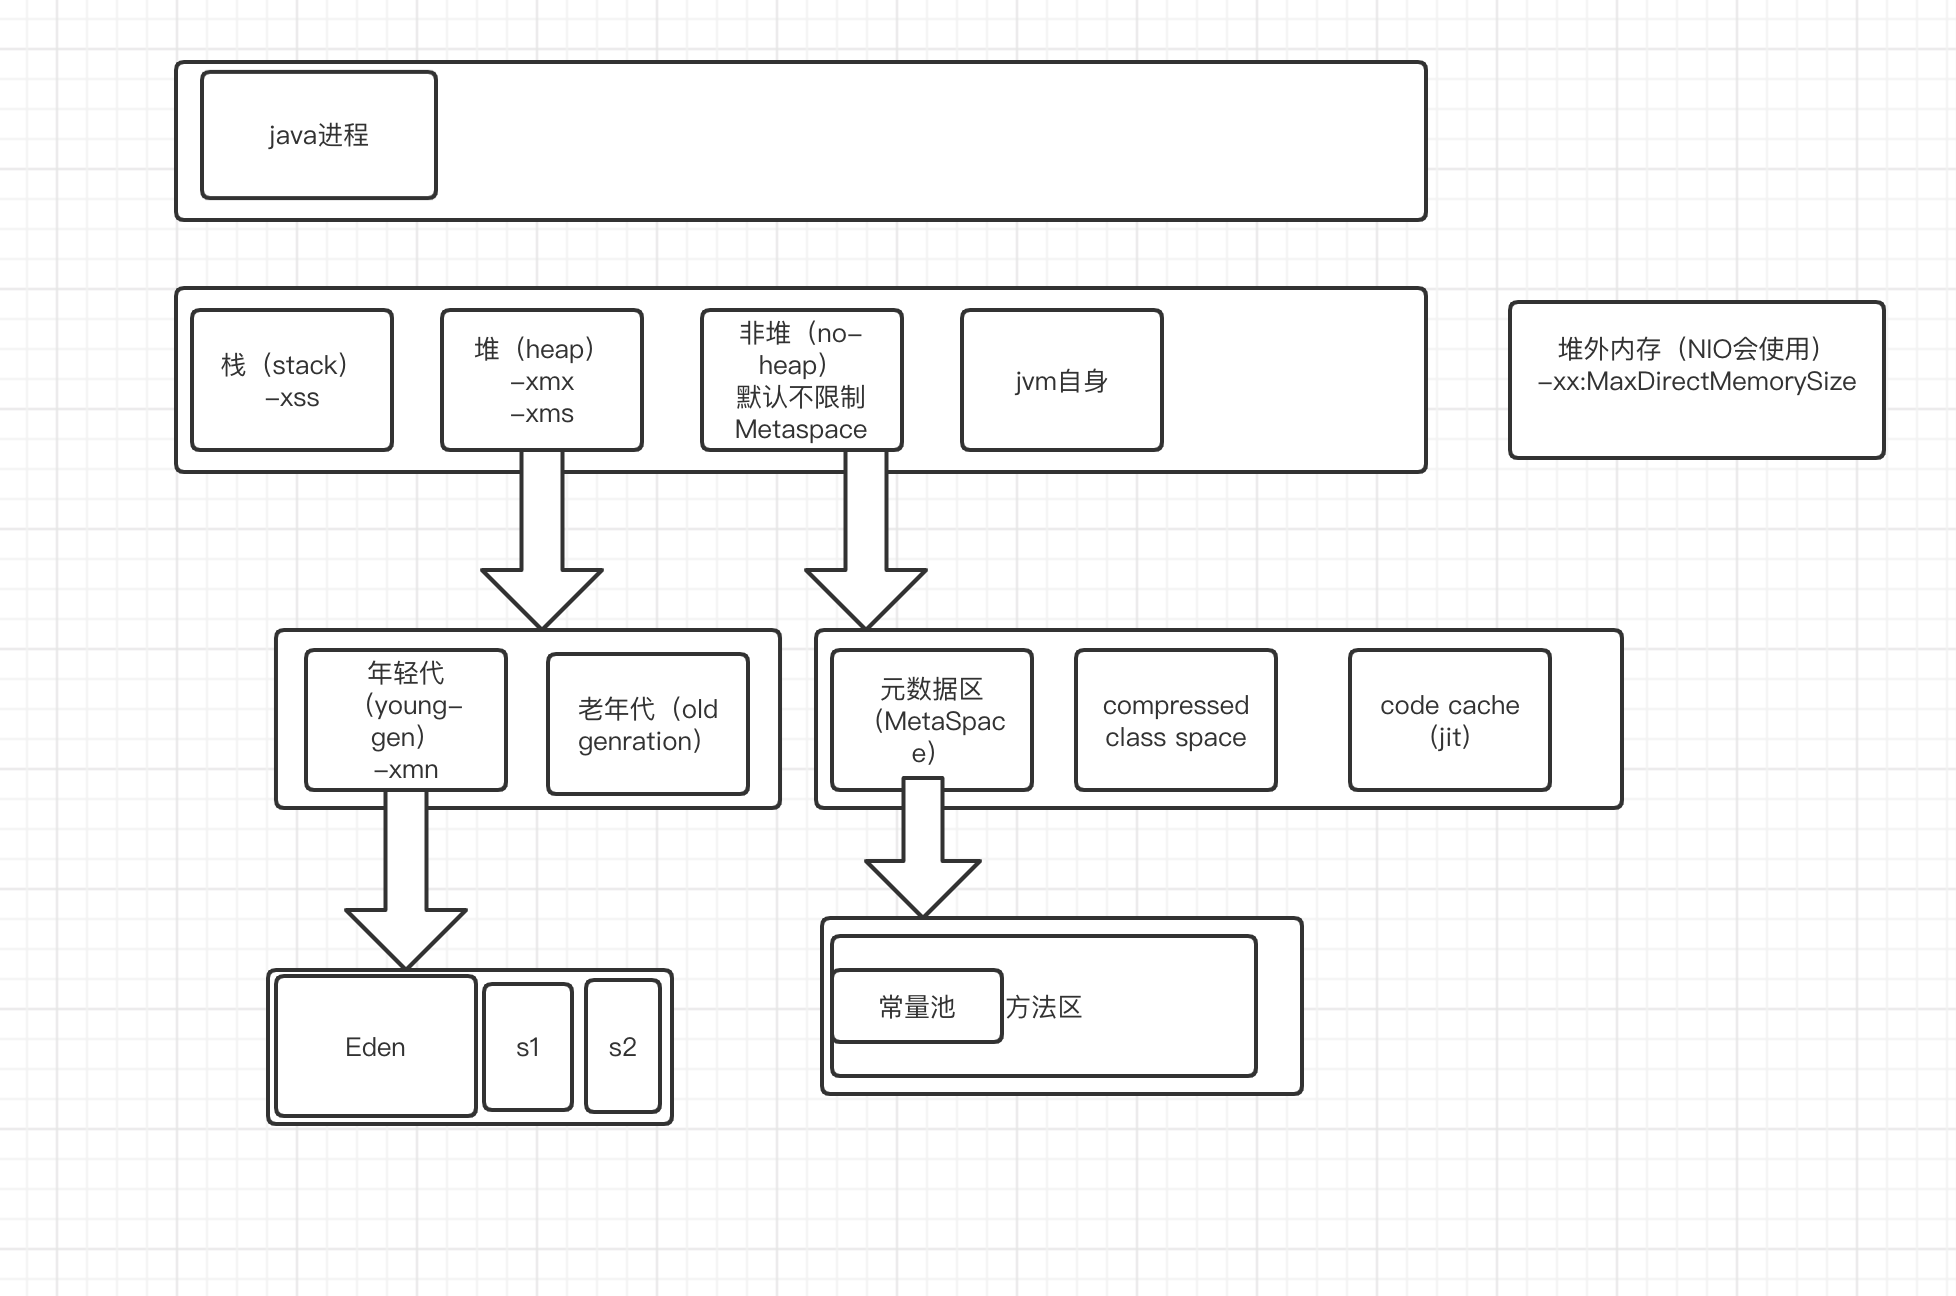 java进程
栈（stack）
-xss
堆（heap）
-xmx
-xms
非堆（no-
heap）
默认不限制
Metaspace
jvm自身
堆外内存（NIO会使用）
-xx:MaxDirectMemorySize
年轻代
（young-
gen）
-xmn
老年代（old
genration）
元数据区
（MetaSpac
e）
compressed
class space
code cache
（jit）
Eden
s1
s2
常量池
方法区